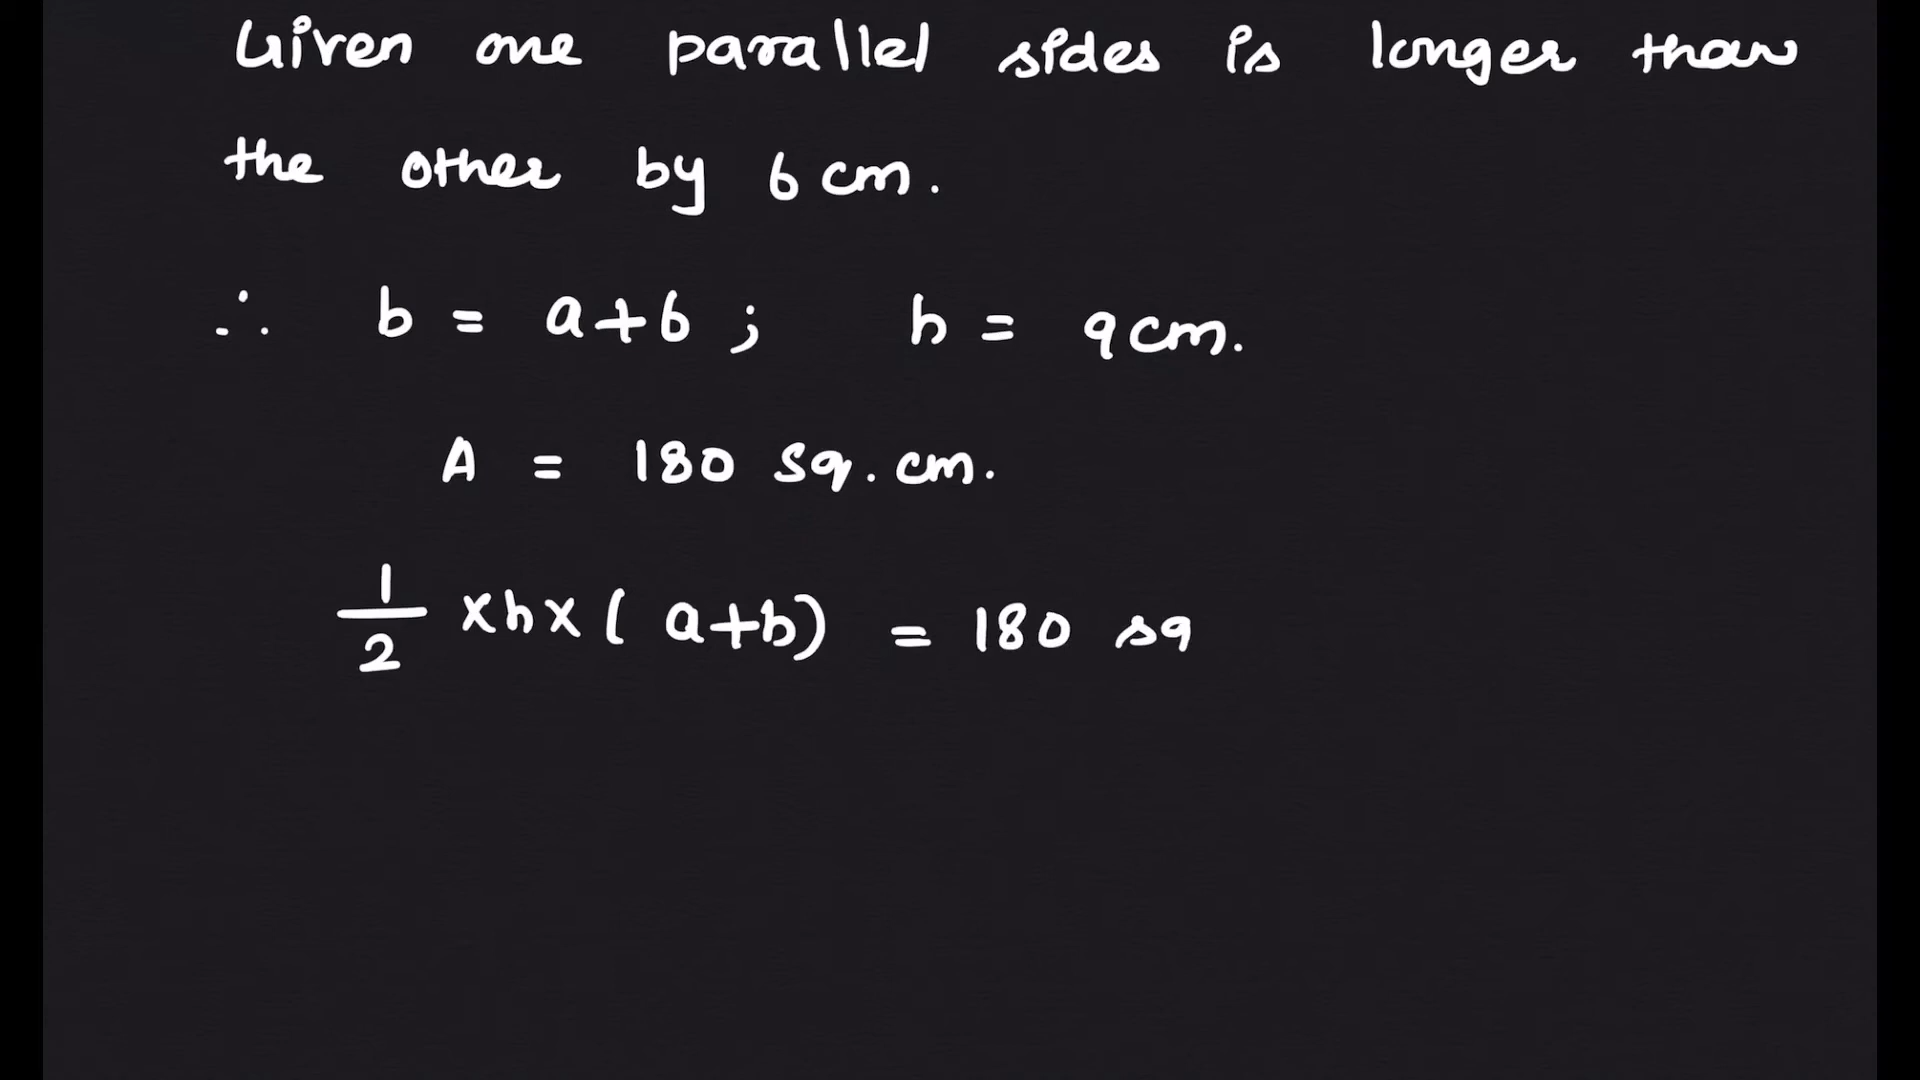 Given one parallel sides is longer than
the other by 6 cm.
∴ b = a+6 ; h = 9cm.
A = 180 sq. cm.
1/2 x h x ( a+b) = 180 sq